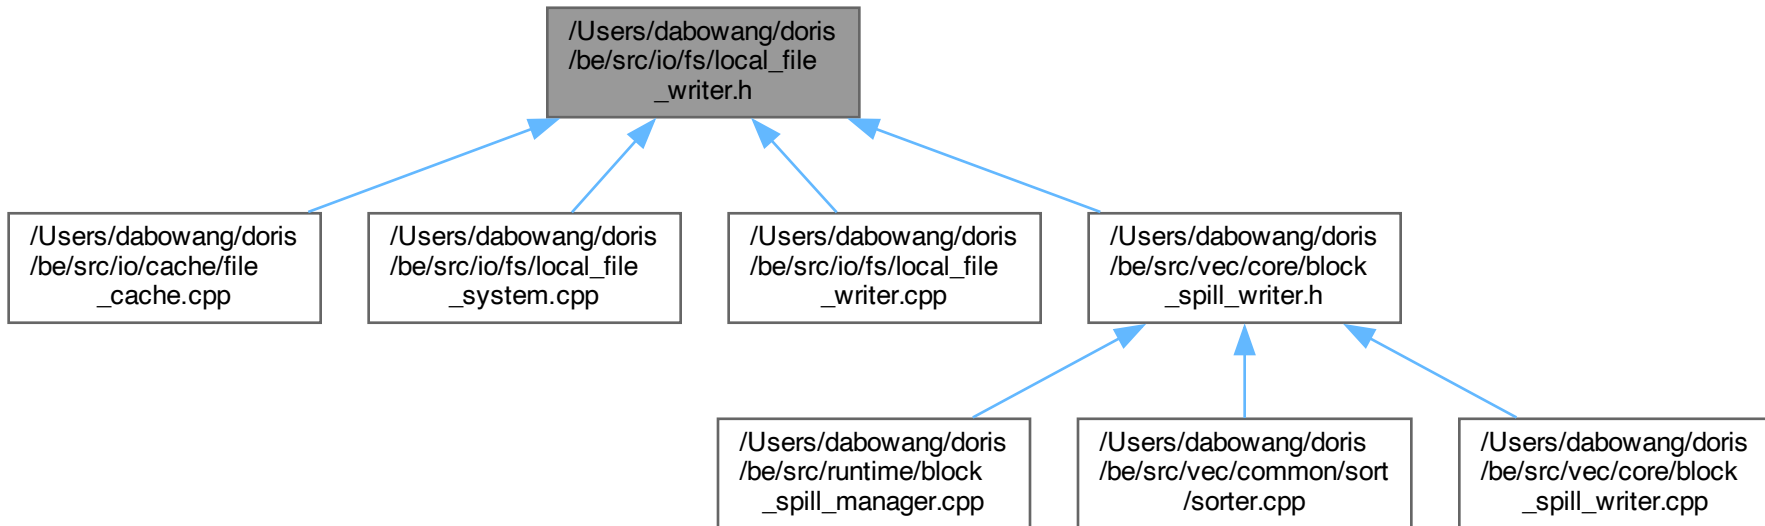 /Users/dabowang/doris
/be/src/io/fs/local_file
_writer.h
/Users/dabowang/doris
/be/src/io/cache/file
_cache.cpp
/Users/dabowang/doris
/be/src/io/fs/local_file
_system.cpp
/Users/dabowang/doris
/be/src/io/fs/local_file
_writer.cpp
/Users/dabowang/doris
/be/src/vec/core/block
_spill_writer.h
/Users/dabowang/doris
/be/src/runtime/block
_spill_manager.cpp
/Users/dabowang/doris
/be/src/vec/common/sort
/sorter.cpp
/Users/dabowang/doris
/be/src/vec/core/block
_spill_writer.cpp